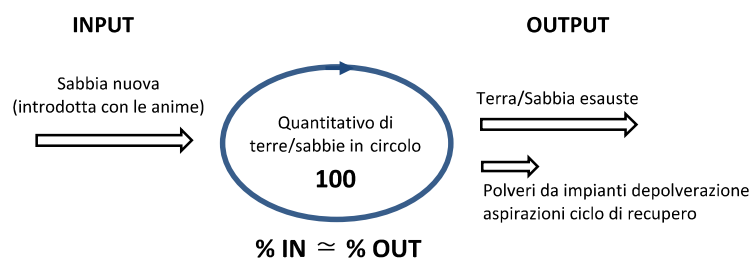 INPUT
OUTPUT
Sabbia nuova
(introdotta con le anime)
Quantitativo di
terre/sabbie in circolo
100
Terra/Sabbia esauste
Polveri da impianti depolverazione
aspirazioni ciclo di recupero
% IN ≃ % OUT